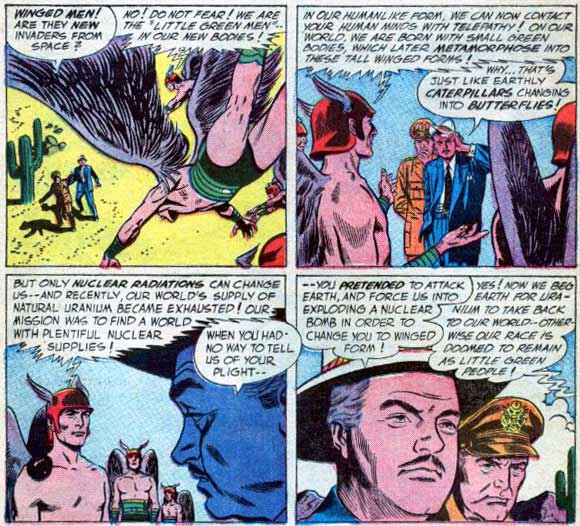 WINGED MEN!
ARE THEY NEW
INVADERS FROM
SPACE?
NO! DO NOT FEAR! WE ARE
THE "LITTLE GREEN MEN"--
IN OUR NEW BODIES!
IN OUR HUMANLIKE FORM, WE CAN NOW CONTACT
YOUR HUMAN MINDS WITH TELEPATHY! ON OUR
WORLD, WE ARE BORN WITH SMALL GREEN
BODIES, WHICH LATER METAMORPHOSE INTO
THESE TALL WINGED FORMS!
WHY... THAT'S
JUST LIKE EARTHLY
CATERPILLARS CHANGING
INTO BUTTERFLIES!
BUT ONLY NUCLEAR RADIATIONS CAN CHANGE
US--AND RECENTLY, OUR WORLD'S SUPPLY OF
NATURAL URANIUM BECAME EXHAUSTED! OUR
MISSION WAS TO FIND A WORLD
WITH PLENTIFUL NUCLEAR
SUPPLIES!
WHEN YOU HAD
NO WAY TO TELL
US OF YOUR
PLIGHT--
--YOU PRETENDED TO ATTACK
EARTH, AND FORCE US INTO
EXPLODING A NUCLEAR
BOMB IN ORDER TO
CHANGE YOU TO WINGED
FORM!
YES! NOW WE BEG
EARTH FOR URA-
NIUM TO TAKE BACK
TO OUR WORLD--OTHER-
WISE OUR RACE IS
DOOMED TO REMAIN
AS LITTLE GREEN
PEOPLE!